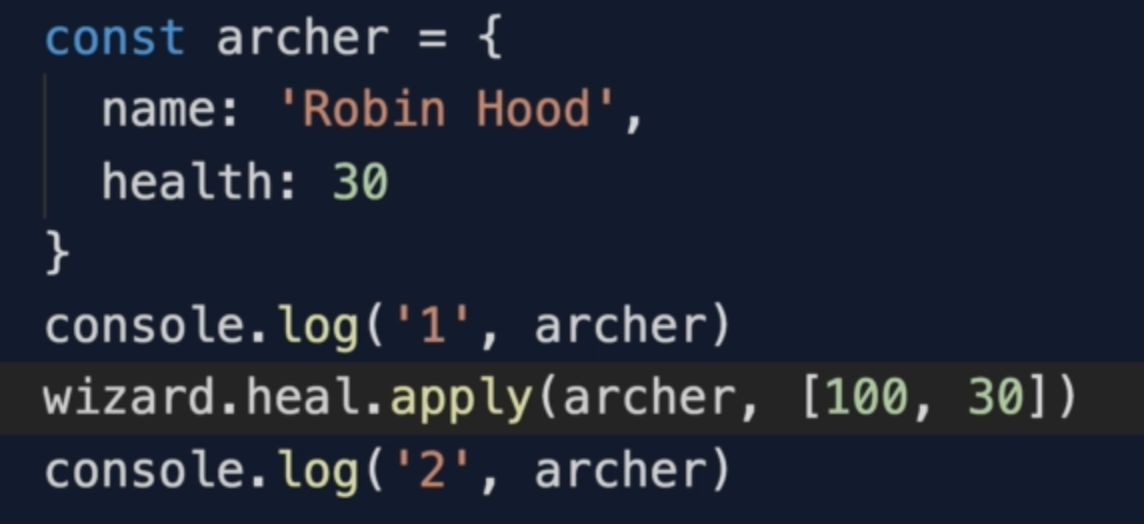 const archer = {
  name: 'Robin Hood',
  health: 30
}
console.log('1', archer)
wizard.heal.apply(archer, [100, 30])
console.log('2', archer)